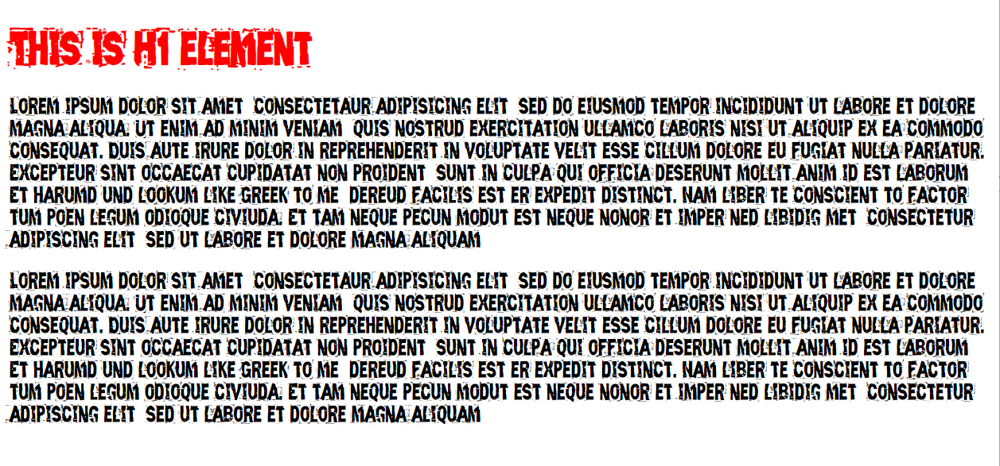 THIS IS H1 ELEMENT
LOREM IPSUM DOLOR SIT AMET CONSECTETAUR ADIPISICING ELIT SED DO EIUSMOD TEMPOR INCIDIDUNT UT LABORE ET DOLORE
MAGNA ALIQUA. UT ENIM AD MINIM VENIAM QUIS NOSTRUD EXERCITATION ULLAMCO LABORIS NISI UT ALIQUIP EX EA COMMODO
CONSEQUAT. DUIS AUTE IRURE DOLOR IN REPREHENDERIT IN VOLUPTATE VELIT ESSE CILLUM DOLORE EU FUGIAT NULLA PARIATUR.
EXCEPTEUR SINT OCCAECAT CUPIDATAT NON PROIDENT SUNT IN CULPA QUI OFFICIA DESERUNT MOLLIT ANIM ID EST LABORUM
ET HARUMD UND LOOKUM LIKE GREEK TO ME DEREUD FACILIS EST ER EXPEDIT DISTINCT. NAM LIBER TE CONSCIENT TO FACTOR
TUM POEN LEGUM ODIOQUE CIVIUDA. ET TAM NEQUE PECUN MODUT EST NEQUE NONOR ET IMPER NED LIBIDIG MET CONSECTETUR
ADIPISCING ELIT SED UT LABORE ET DOLORE MAGNA ALIQUAM
LOREM IPSUM DOLOR SIT AMET CONSECTETAUR ADIPISICING ELIT SED DO EIUSMOD TEMPOR INCIDIDUNT UT LABORE ET DOLORE
MAGNA ALIQUA. UT ENIM AD MINIM VENIAM QUIS NOSTRUD EXERCITATION ULLAMCO LABORIS NISI UT ALIQUIP EX EA COMMODO
CONSEQUAT. DUIS AUTE IRURE DOLOR IN REPREHENDERIT IN VOLUPTATE VELIT ESSE CILLUM DOLORE EU FUGIAT NULLA PARIATUR.
EXCEPTEUR SINT OCCAECAT CUPIDATAT NON PROIDENT SUNT IN CULPA QUI OFFICIA DESERUNT MOLLIT ANIM ID EST LABORUM
ET HARUMD UND LOOKUM LIKE GREEK TO ME DEREUD FACILIS EST ER EXPEDIT DISTINCT. NAM LIBER TE CONSCIENT TO FACTOR
TUM POEN LEGUM ODIOQUE CIVIUDA. ET TAM NEQUE PECUN MODUT EST NEQUE NONOR ET IMPER NED LIBIDIG MET CONSECTETUR
ADIPISCING ELIT SED UT LABORE ET DOLORE MAGNA ALIQUAM